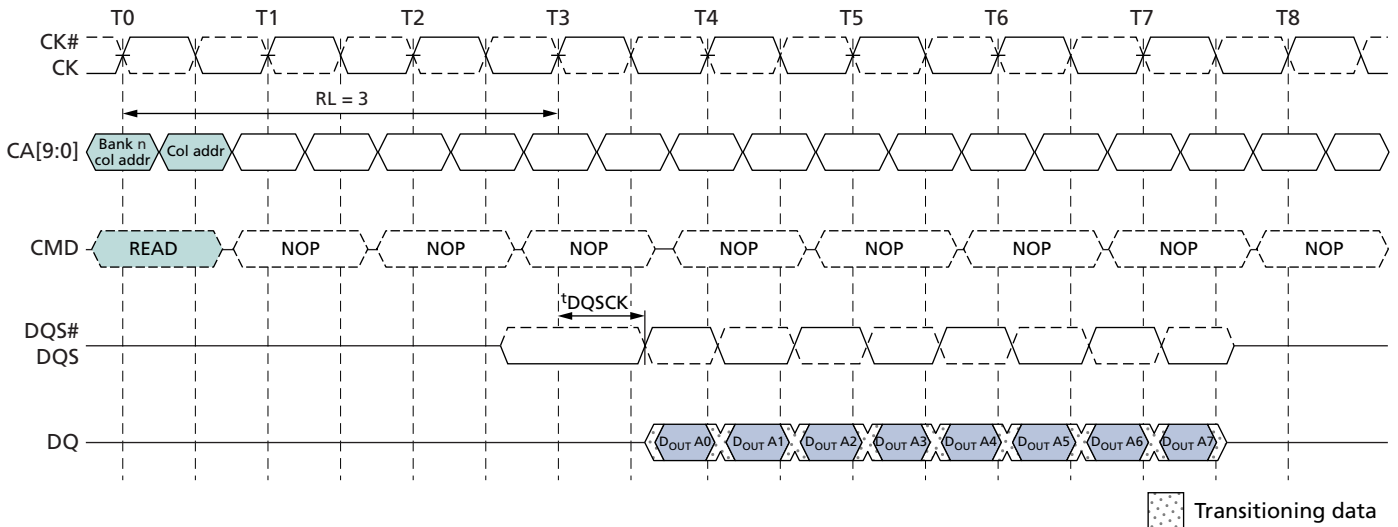 T0 T1 T2 T3 T4 T5 T6 T7 T8
CK#
CK
RL = 3
CA[9:0] Bank n col addr Col addr
CMD READ NOP NOP NOP NOP NOP NOP NOP NOP
tDQSCK
DQS#
DQS
DQ DOUT A0 DOUT A1 DOUT A2 DOUT A3 DOUT A4 DOUT A5 DOUT A6 DOUT A7
Transitioning data